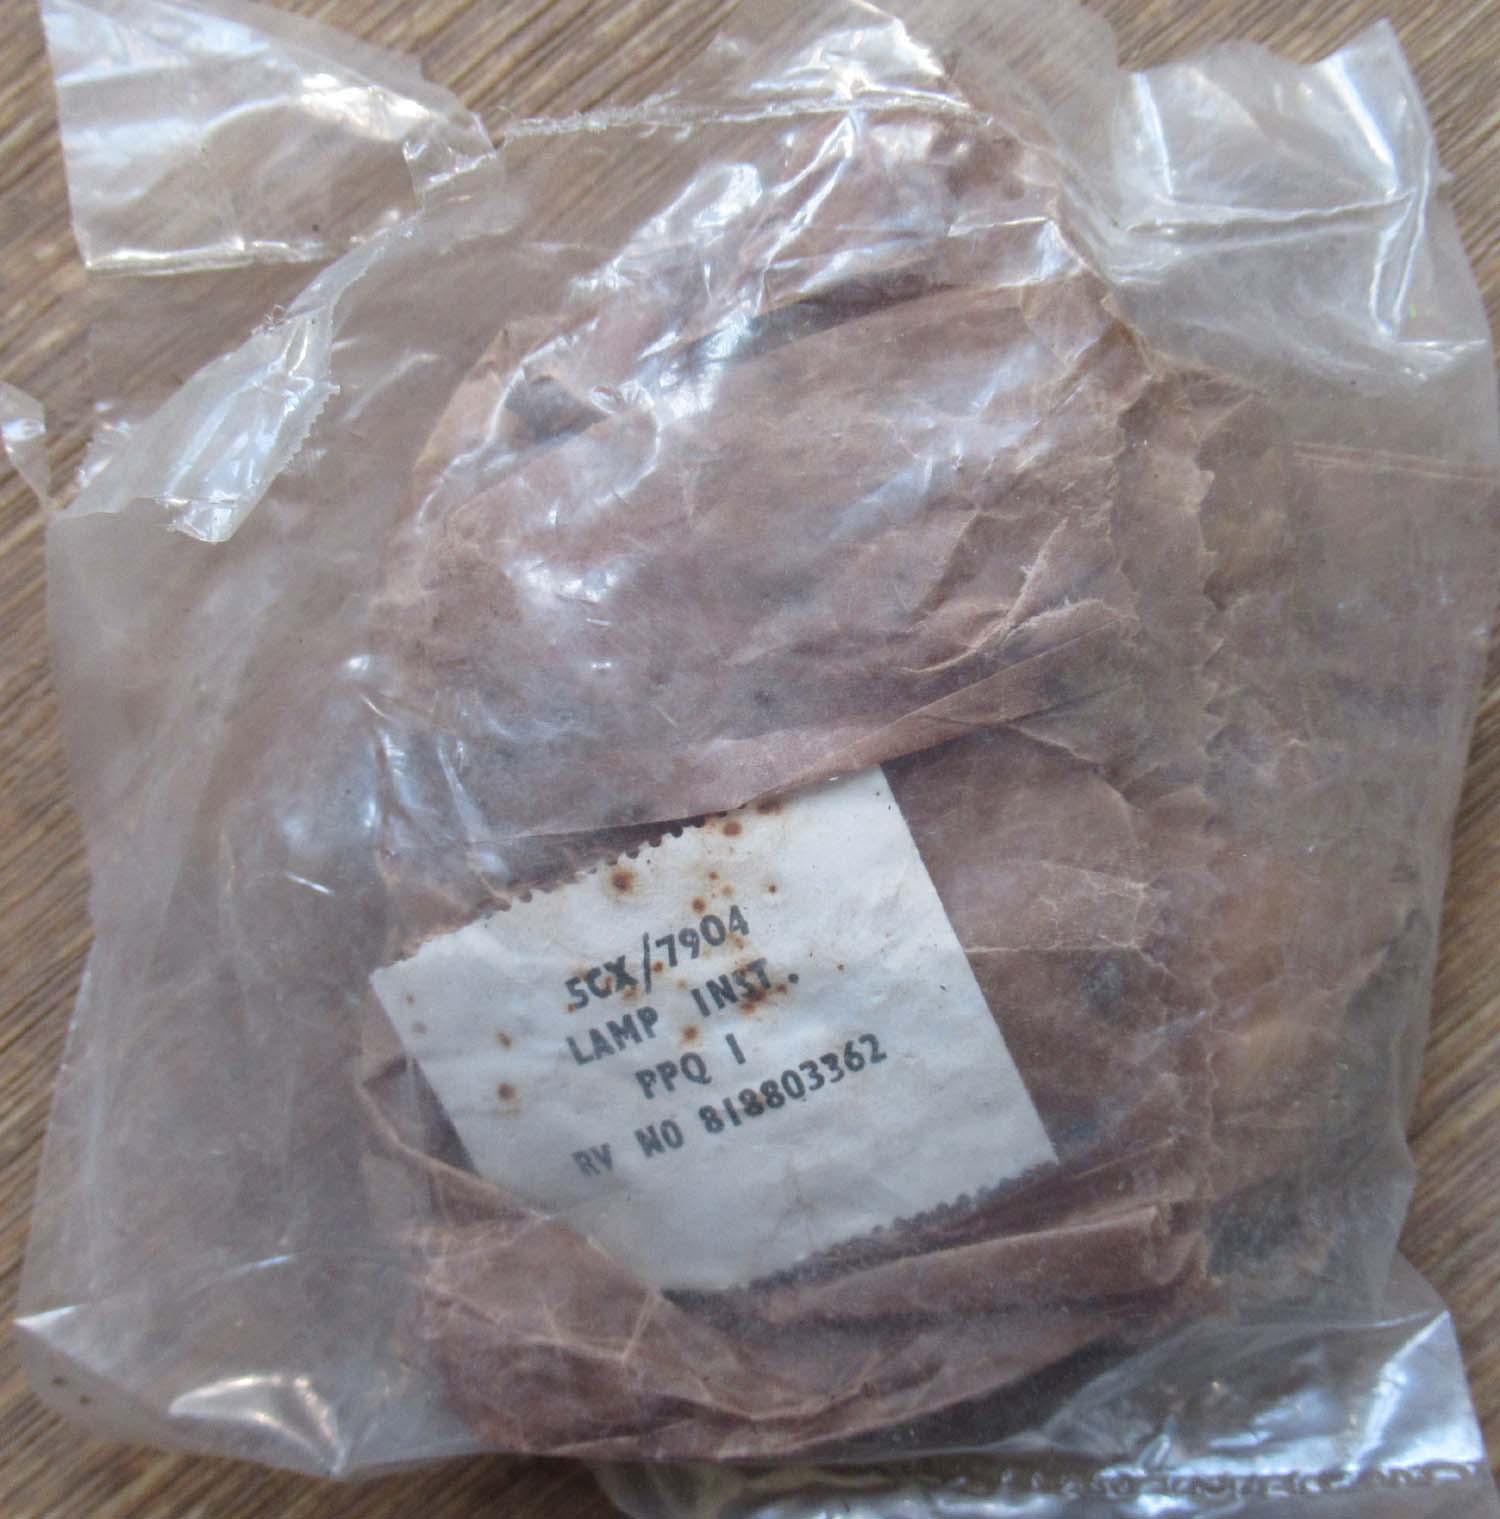 5CX/7904
LAMP INST.
PPQ 1
RV NO 818803362